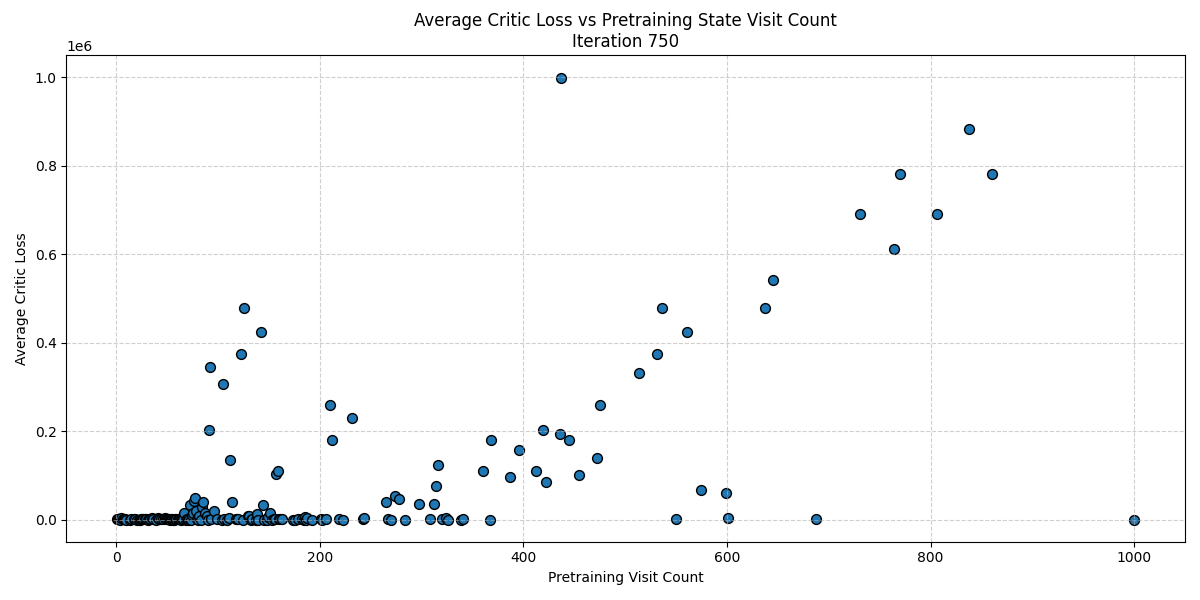 Average Critic Loss vs Pretraining State Visit Count
Iteration 750
1e6
1.0
0.8
0.6
0.4
0.2
0.0
Average Critic Loss
0 200 400 600 800 1000
Pretraining Visit Count